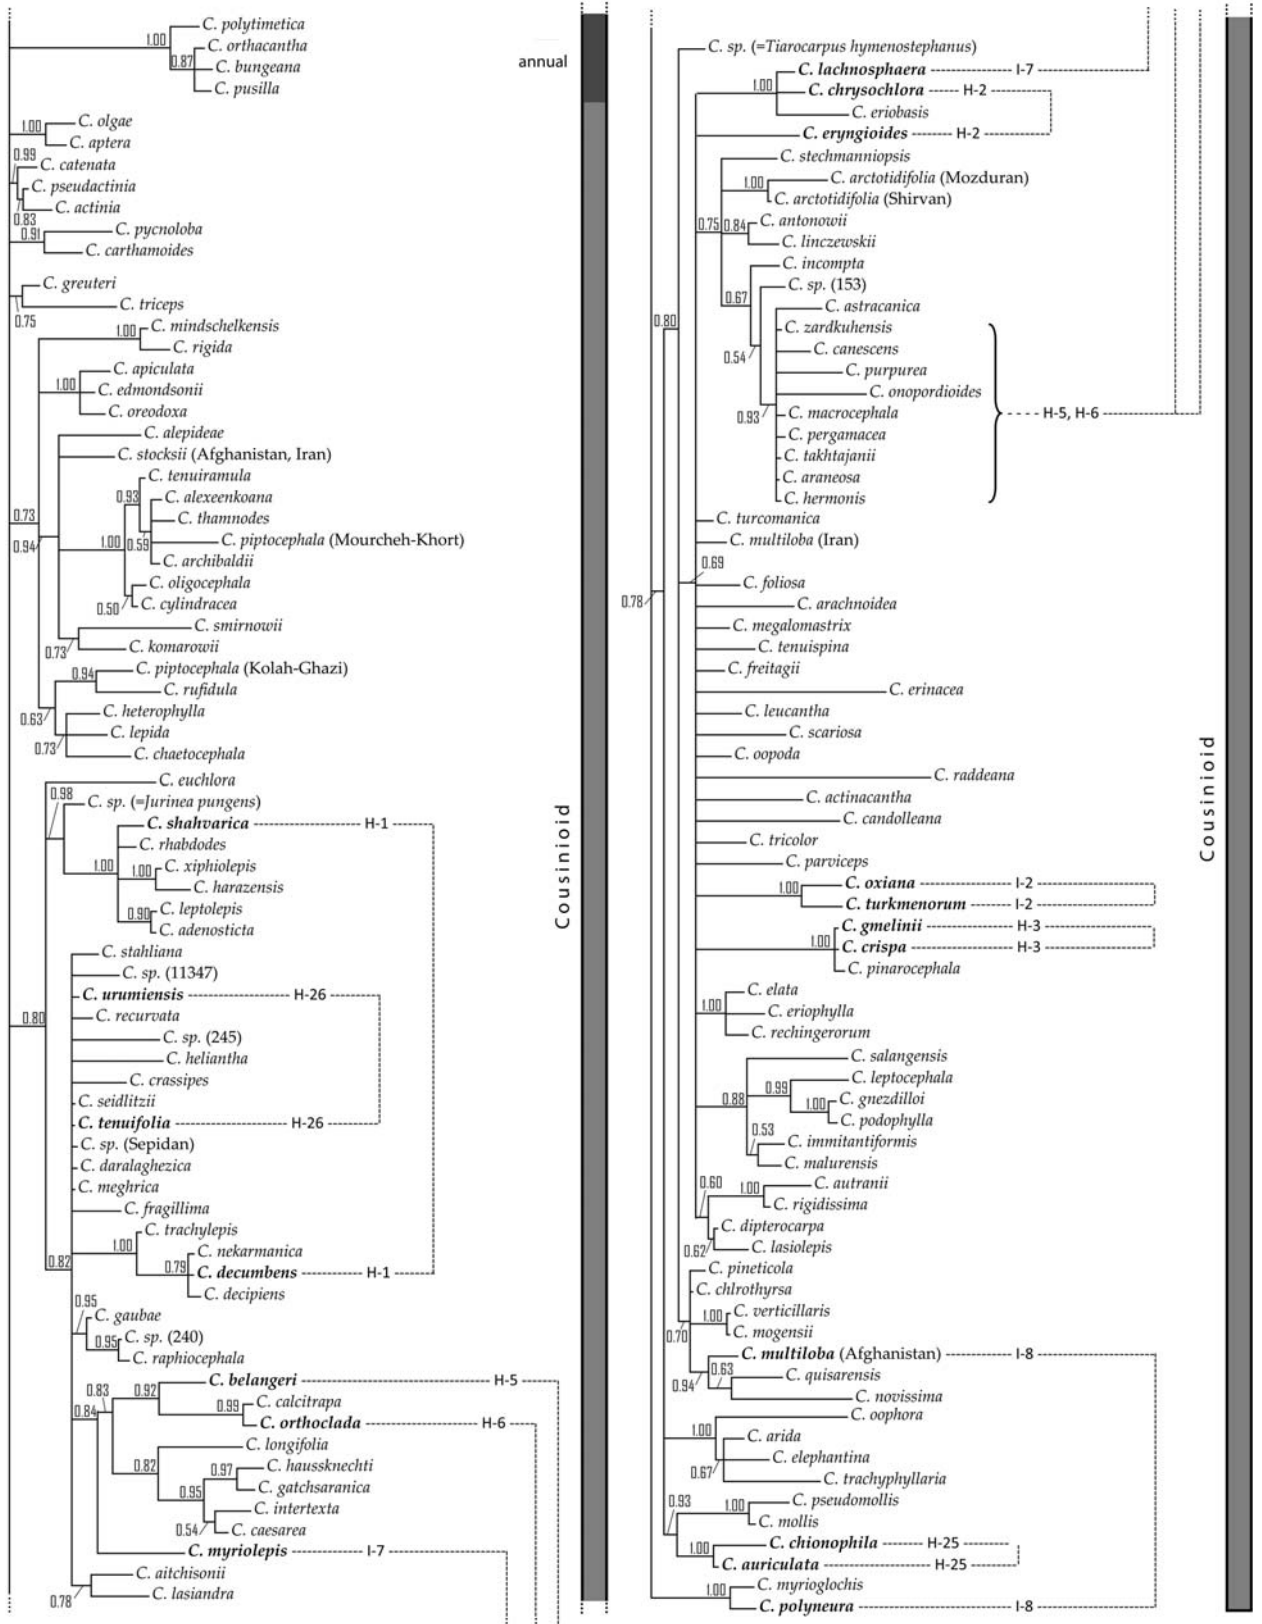 C. polytimetica
1.00
C. orthacantha
0.87
C. bungeana
annual
C. pusilla
C. olgae
1.00
C. aptera
0.99
C. catenata
C. pseudactinia
C. actinia
0.83
C. pycnoloba
0.91
C. carthamoides
C. greuteri
C. triceps
0.75
C. mindschelkensis
1.00
C. rigida
C. apiculata
1.00
C. edmondsonii
C. oreodoxa
C. alepideae
C. stocksii (Afghanistan, Iran)
C. tenuiramula
0.93
C. alexeenkoana
C. thamnodes
0.73
C. piptocephala (Mourcheh-Khort)
0.94
1.00
0.59
C. archibaldii
C. oligocephala
C. cylindracea
0.50
C. smirnowii
C. komarowii
0.73
C. piptocephala (Kolah-Ghazi)
0.94
C. rufidula
C. heterophylla
0.63
C. lepida
0.73
C. chaetocephala
C. euchlora
0.98
C. sp. (=Jurinea pungens)
C. shahvarica H-1
C. rhabdodes
1.00
C. xiphiolepis
1.00
C. harazensis
C. leptolepis
0.90
C. adenosticta
C. stahliana
C. sp. (11347)
C. urumiensis H-26
C. recurvata
0.80
C. sp. (245)
C. heliantha
C. crassipes
C. seidlitzii
C. tenuifolia H-26
C. sp. (Sepidan)
C. daralaghezica
C. meghrica
C. fragillima
C. trachylepis
1.00
C. nekarmanica
0.82
0.79
C. decumbens H-1
C. decipiens
0.95
C. gaubae
C. sp. (240)
0.95
C. raphiocephala
C. belangeri H-5
0.83
0.92
C. calcitrapa
0.84
0.99
C. orthoclada H-6
C. longifolia
0.82
C. haussknechti
0.97
C. gatchsaranica
0.95
C. intertexta
C. caesarea
0.54
C. myriolepis I-7
C. aitchisonii
C. lasiandra
0.78
Cousinioid
C. sp. (=Tiarocarpus hymenostephanus)
C. lachnosphaera I-7
1.00
C. chrysochlora H-2
C. eriobasis
C. eryngioides H-2
C. stechmanniopsis
C. arctotidifolia (Mozduran)
1.00
C. arctotidifolia (Shirvan)
C. antonowii
0.75
0.84
C. linczewskii
C. incompta
C. sp. (153)
0.67
C. astracanica
0.80
C. zardkuhensis
C. canescens
0.54
C. purpurea
C. onopordioides
C. macrocephala
H-5, H-6
0.93
C. pergamacea
C. takhtajanii
C. araneosa
C. hermonis
C. turcomanica
C. multiloba (Iran)
0.69
C. foliosa
0.78
C. arachnoidea
C. megalomastrix
C. tenuispina
C. freitagii
C. erinacea
C. leucantha
C. scariosa
C. oopoda
C. raddeana
C. actinacantha
C. candolleana
C. tricolor
C. parviceps
C. oxiana I-2
1.00
C. turkmenorum I-2
C. gmelinii H-3
1.00
C. crispa H-3
C. pinarocephala
C. elata
1.00
C. eriophylla
C. rechingerorum
C. salangensis
C. leptocephala
0.99
0.88
C. gnezdilloi
1.00
C. podophylla
0.53
C. immitantiformis
C. malurensis
0.60
C. autranii
1.00
C. rigidissima
C. dipterocarpa
0.62
C. lasiolepis
C. pineticola
C. chlrothyrsa
C. verticillaris
1.00
C. mogensii
0.70
C. multiloba (Afghanistan) I-8
0.63
C. quisarensis
0.94
C. novissima
C. oophora
1.00
C. arida
C. elephantina
0.67
C. trachyphyllaria
0.93
C. pseudomollis
1.00
C. mollis
C. chionophila H-25
1.00
C. auriculata H-25
C. myrioglochis
1.00
C. polyneura I-8
Cousinioid